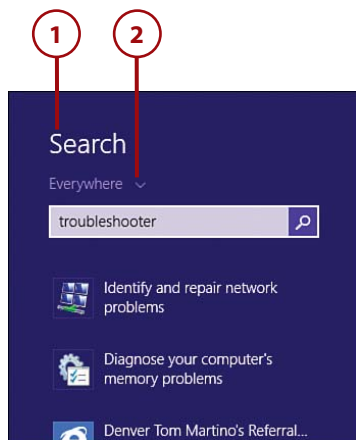 1 2
Search
Everywhere
troubleshooter
Identify and repair network
problems
Diagnose your computer's
memory problems
Denver Tom Martino's Referral...